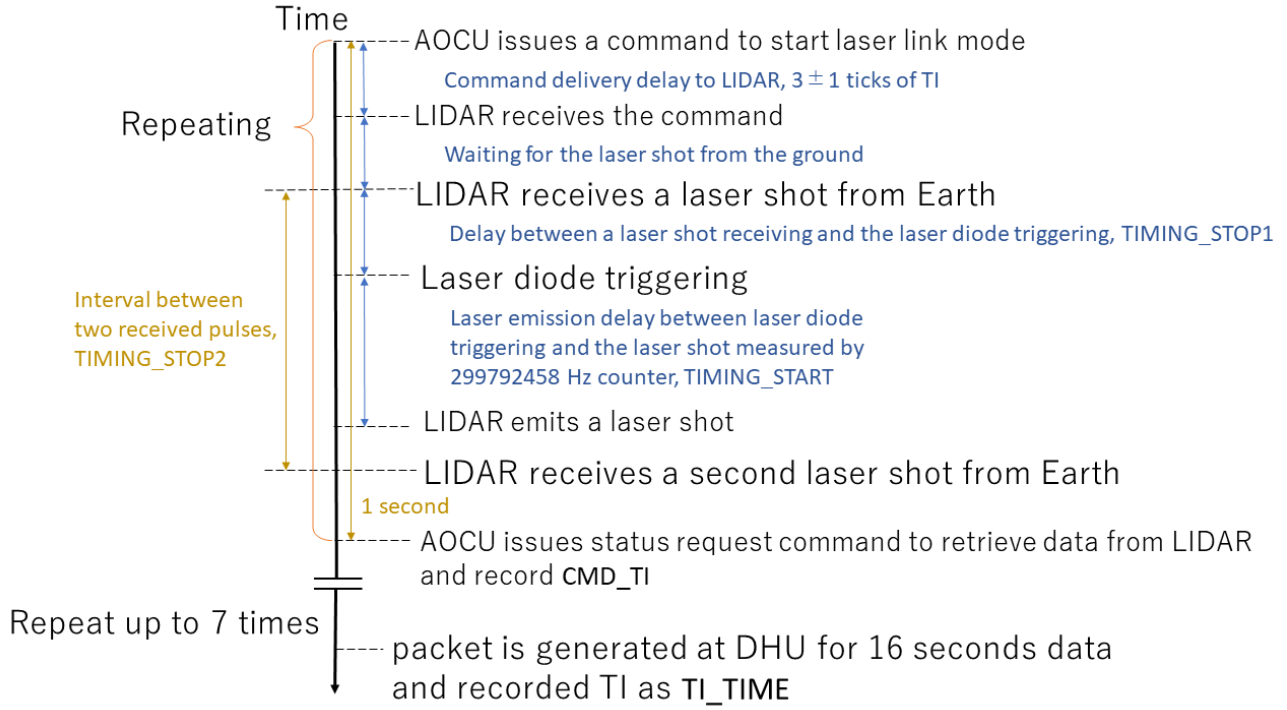 Time
AOCU issues a command to start laser link mode
Command delivery delay to LIDAR, 3±1 ticks of TI
Repeating
LIDAR receives the command
Waiting for the laser shot from the ground
LIDAR receives a laser shot from Earth
Delay between a laser shot receiving and the laser diode triggering, TIMING_STOP1
Laser diode triggering
Interval between
two received pulses,
TIMING_STOP2
Laser emission delay between laser diode
triggering and the laser shot measured by
299792458 Hz counter, TIMING_START
LIDAR emits a laser shot
LIDAR receives a second laser shot from Earth
1 second
AOCU issues status request command to retrieve data from LIDAR
and record CMD_TI
Repeat up to 7 times
packet is generated at DHU for 16 seconds data
and recorded TI as TI_TIME